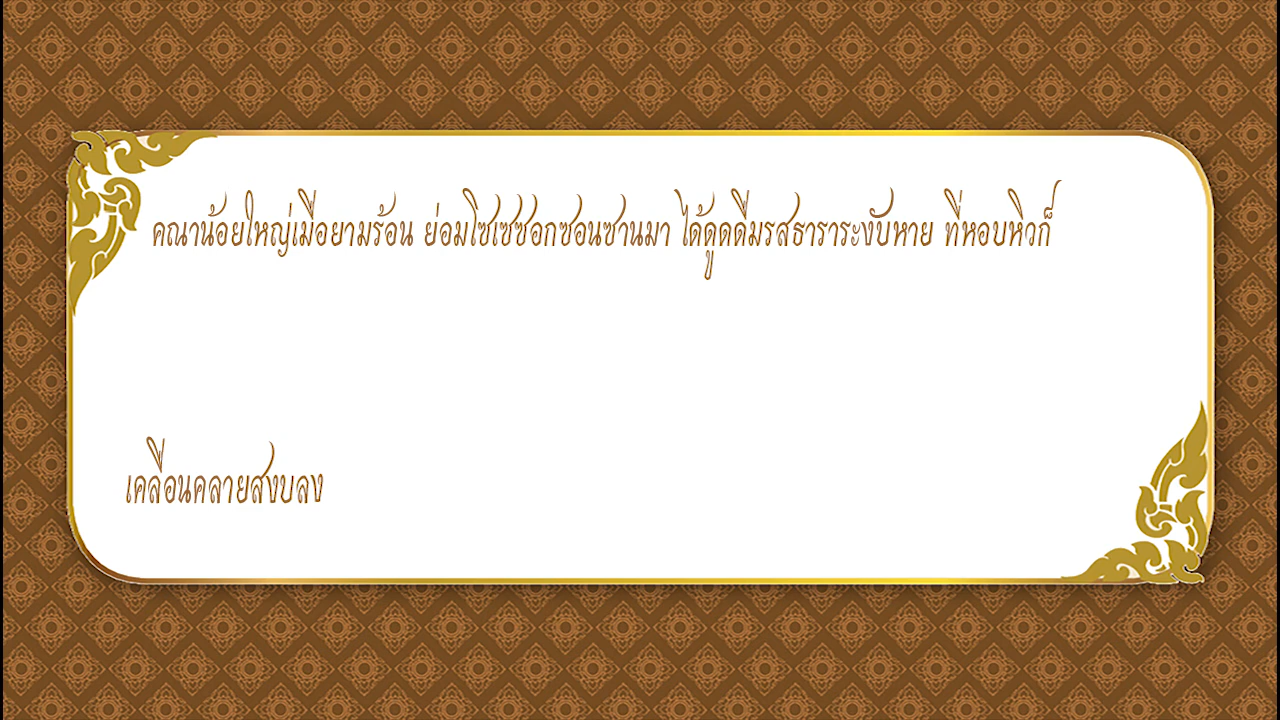 คณาน้อยใหญ่เมื่อยามร้อน ย่อมโซเซซอกซอนซานมา ได้ดูดดื่มรสธาราระงับหาย ที่หอบหิวก็
เคลื่อนคลายสงบลง